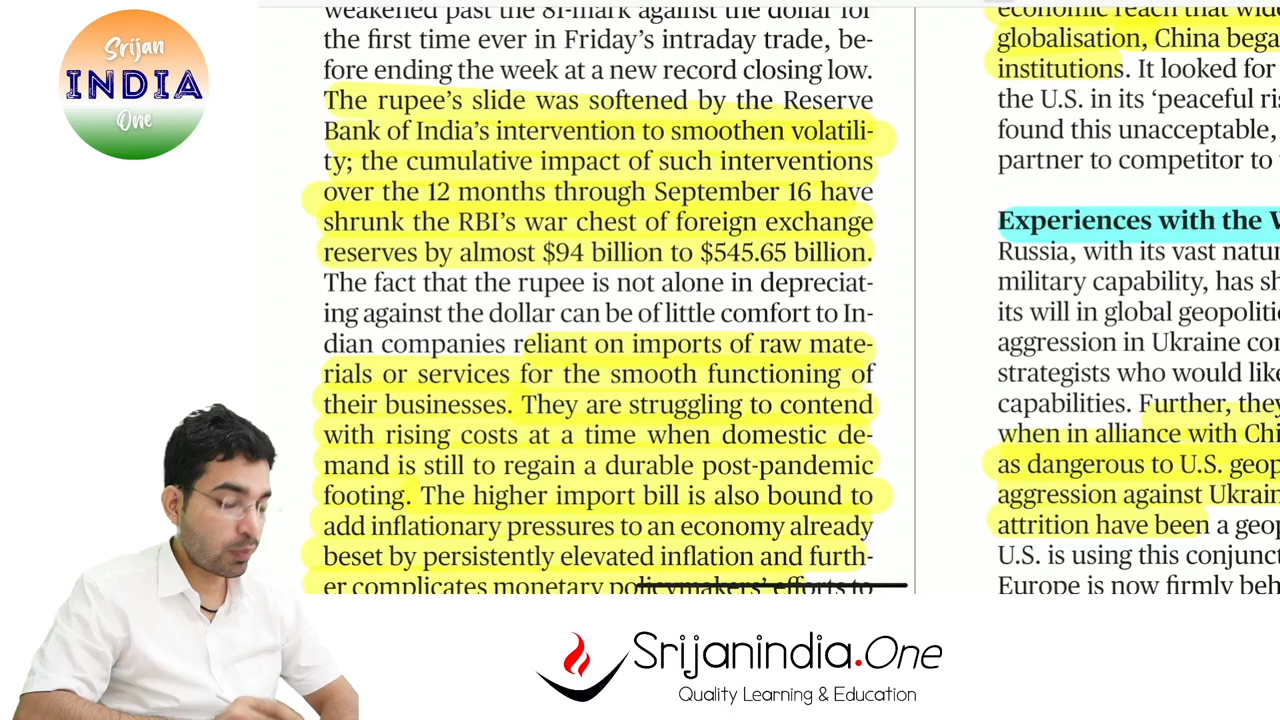 Srijan
INDIA
One
weakened past the 81-mark against the dollar for
the first time ever in Friday's intraday trade, be-
fore ending the week at a new record closing low.
The rupee's slide was softened by the Reserve
Bank of India's intervention to smoothen volatili-
ty; the cumulative impact of such interventions
over the 12 months through September 16 have
shrunk the RBI's war chest of foreign exchange
reserves by almost $94 billion to $545.65 billion.
The fact that the rupee is not alone in depreciat-
ing against the dollar can be of little comfort to In-
dian companies reliant on imports of raw mate-
rials or services for the smooth functioning of
their businesses. They are struggling to contend
with rising costs at a time when domestic de-
mand is still to regain a durable post-pandemic
footing. The higher import bill is also bound to
add inflationary pressures to an economy already
beset by persistently elevated inflation and furth-
er complicates monetary policymakers' efforts to
economic reach that wide
globalisation, China bega
institutions. It looked for
the U.S. in its 'peaceful ris
found this unacceptable,
partner to competitor to
Experiences with the W
Russia, with its vast natur
military capability, has sh
its will in global geopoliti
aggression in Ukraine con
strategists who would like
capabilities. Further, they
when in alliance with Chi
as dangerous to U.S. geop
aggression against Ukrain
attrition have been a geop
U.S. is using this conjunct
Europe is now firmly beh
Srijanindia.One
Quality Learning & Education